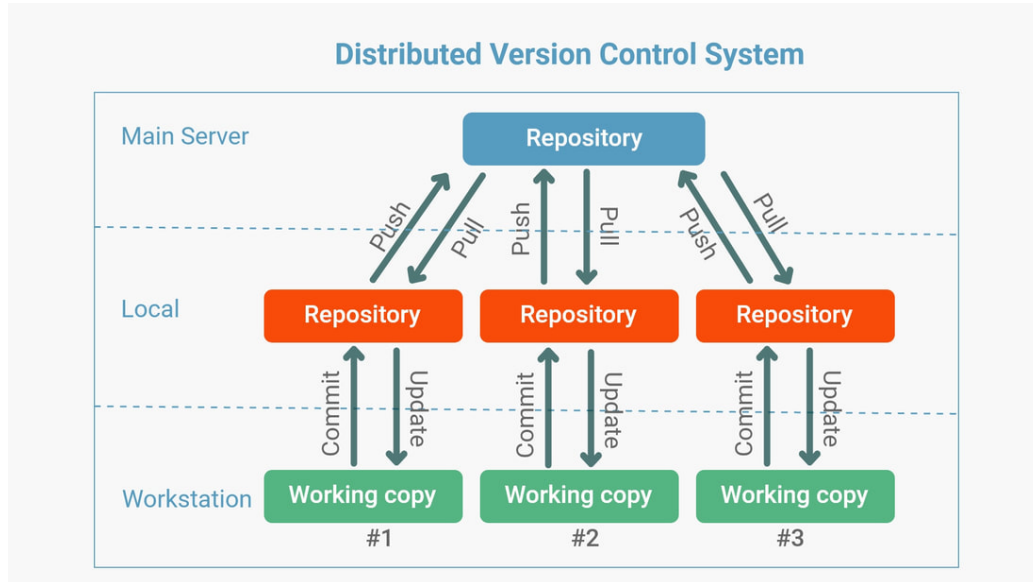 Distributed Version Control System
Main Server
Repository
Push
Pull
Push
Pull
Push
Pull
Local
Repository
Repository
Repository
Commit
Update
Commit
Update
Commit
Update
Workstation
Working copy
Working copy
Working copy
#1
#2
#3